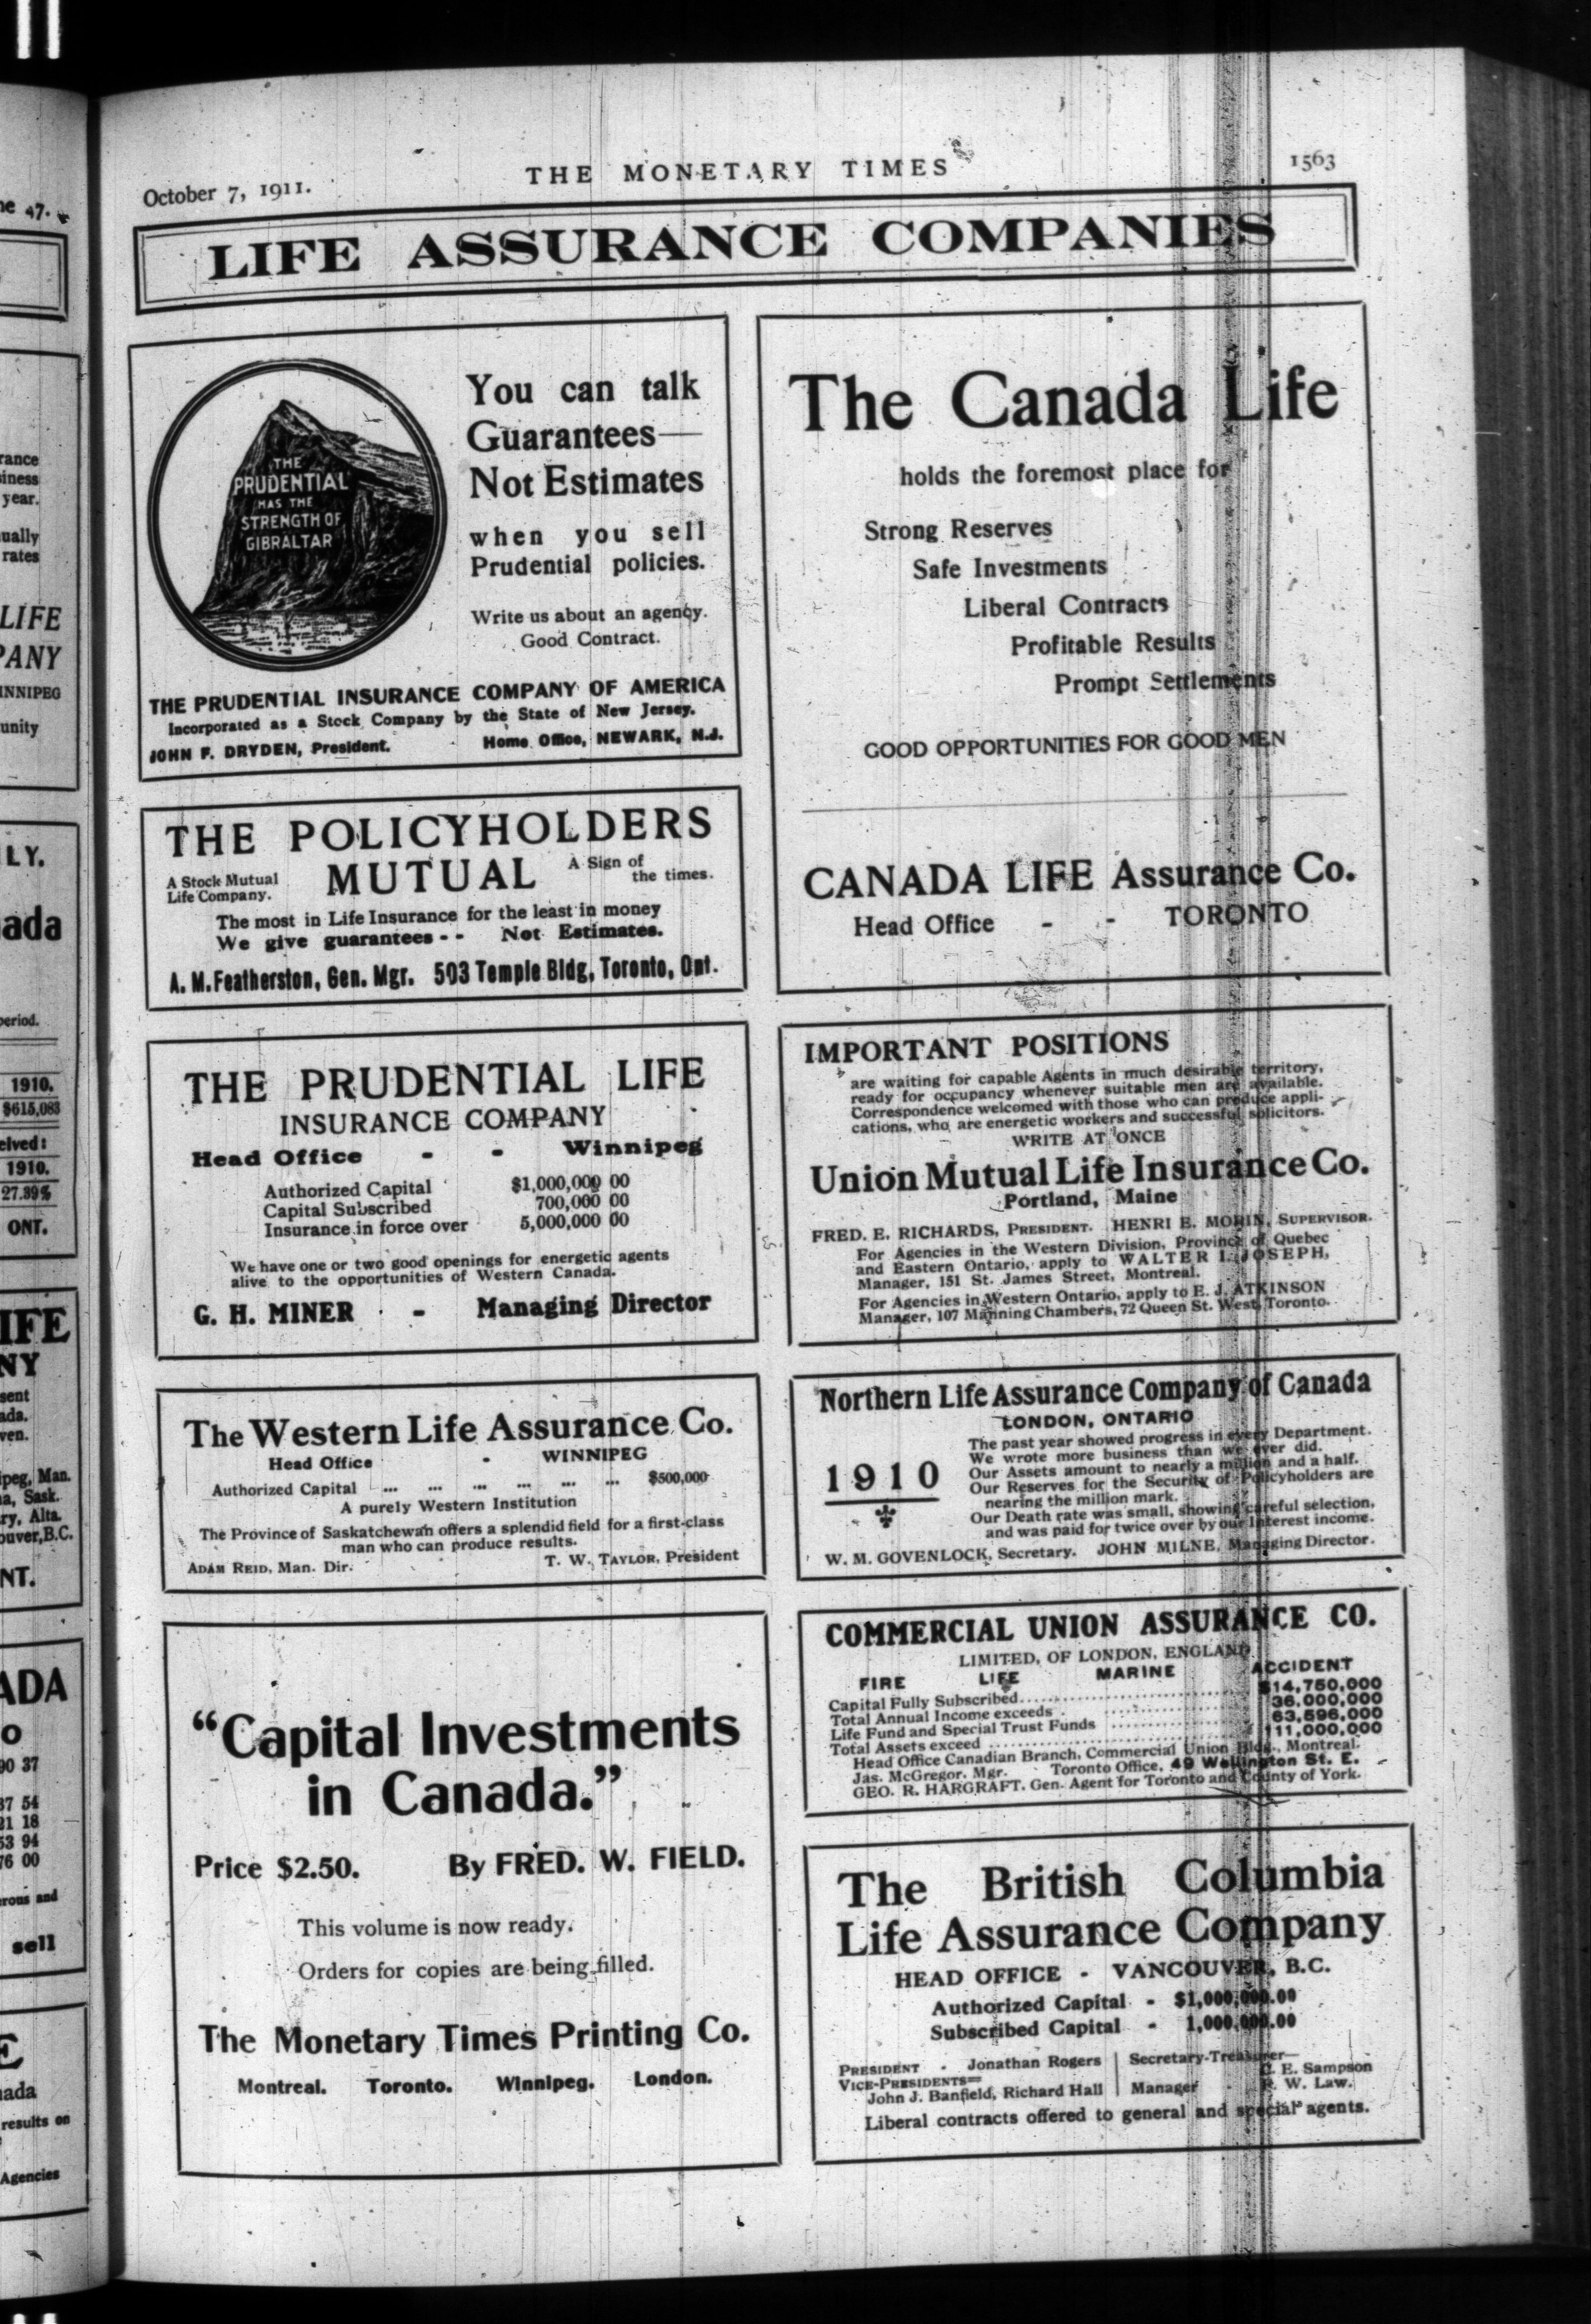 October 7, 1911.
THE MONETARY TIMES
1563
LIFE ASSURANCE COMPANIES
THE
PRUDENTIAL
HAS THE
STRENGTH OF
GIBRALTAR
You can talk
Guarantees—
Not Estimates
when you sell
Prudential policies.
Write us about an agency.
Good Contract.
THE PRUDENTIAL INSURANCE COMPANY OF AMERICA
Incorporated as a Stock Company by the State of New Jersey.
JOHN F. DRYDEN, President. Home Office, NEWARK, N.J.
THE POLICYHOLDERS
MUTUAL
A Stock Mutual
Life Company.
A Sign of
the times.
The most in Life Insurance for the least in money
We give guarantees - - Not Estimates.
A. M. Featherston, Gen. Mgr. 503 Temple Bldg, Toronto, Ont.
THE PRUDENTIAL LIFE
INSURANCE COMPANY
Head Office - - Winnipeg
Authorized Capital $1,000,000 00
Capital Subscribed 700,000 00
Insurance in force over 5,000,000 00
We have one or two good openings for energetic agents
alive to the opportunities of Western Canada.
G. H. MINER - Managing Director
The Western Life Assurance Co.
Head Office - WINNIPEG
Authorized Capital ... ... ... ... ... ... $500,000
A purely Western Institution
The Province of Saskatchewan offers a splendid field for a first-class
man who can produce results.
ADAM REID, Man. Dir. T. W. TAYLOR, President
“Capital Investments
in Canada.”
Price $2.50. By FRED. W. FIELD.
This volume is now ready.
Orders for copies are being filled.
The Monetary Times Printing Co.
Montreal. Toronto. Winnipeg. London.
The Canada Life
holds the foremost place for
Strong Reserves
Safe Investments
Liberal Contracts
Profitable Results
Prompt Settlements
GOOD OPPORTUNITIES FOR GOOD MEN
CANADA LIFE Assurance Co.
Head Office - - TORONTO
IMPORTANT POSITIONS
are waiting for capable Agents in much desirable territory,
ready for occupancy whenever suitable men are available.
Correspondence welcomed with those who can produce appli-
cations, who are energetic workers and successful solicitors.
WRITE AT ONCE
Union Mutual Life Insurance Co.
Portland, Maine
FRED. E. RICHARDS, PRESIDENT. HENRI E. MORIN, SUPERVISOR.
For Agencies in the Western Division, Province of Quebec
and Eastern Ontario, apply to WALTER I. JOSEPH,
Manager, 151 St. James Street, Montreal.
For Agencies in Western Ontario, apply to E. J. ATKINSON
Manager, 107 Manning Chambers, 72 Queen St. West, Toronto.
Northern Life Assurance Company of Canada
LONDON, ONTARIO
1910
The past year showed progress in every Department.
We wrote more business than we ever did.
Our Assets amount to nearly a million and a half.
Our Reserves for the Security of Policyholders are
nearing the million mark.
Our Death rate was small, showing careful selection,
and was paid for twice over by our Interest income.
W. M. GOVENLOCK, Secretary. JOHN MILNE, Managing Director.
COMMERCIAL UNION ASSURANCE CO.
LIMITED, OF LONDON, ENGLAND
FIRE LIFE MARINE ACCIDENT
Capital Fully Subscribed $14,750,000
Total Annual Income exceeds 36,000,000
Life Fund and Special Trust Funds 63,596,000
Total Assets exceed 111,000,000
Head Office Canadian Branch, Commercial Union Bldg., Montreal.
Jas. McGregor, Mgr. Toronto Office, 49 Wellington St. E.
GEO. R. HARGRAFT, Gen. Agent for Toronto and County of York.
The British Columbia
Life Assurance Company
HEAD OFFICE - VANCOUVER, B.C.
Authorized Capital - $1,000,000.00
Subscribed Capital - 1,000,000.00
PRESIDENT - Jonathan Rogers
VICE-PRESIDENTS—
John J. Banfield, Richard Hall
Secretary-Treasurer—
E. Sampson
Manager - W. Law.
Liberal contracts offered to general and special agents.